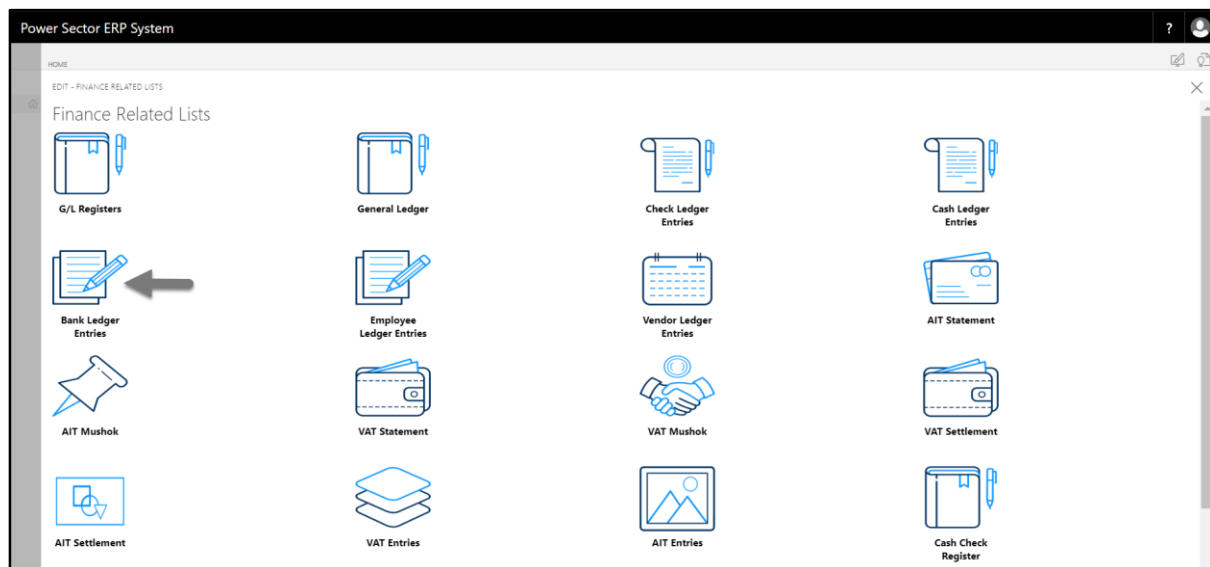 Power Sector ERP System
?
HOME
EDIT - FINANCE RELATED LISTS
Finance Related Lists
G/L Registers
General Ledger
Check Ledger
Entries
Cash Ledger
Entries
Bank Ledger
Entries
Employee
Ledger Entries
Vendor Ledger
Entries
AIT Statement
AIT Mushok
VAT Statement
VAT Mushok
VAT Settlement
AIT Settlement
VAT Entries
AIT Entries
Cash Check
Register